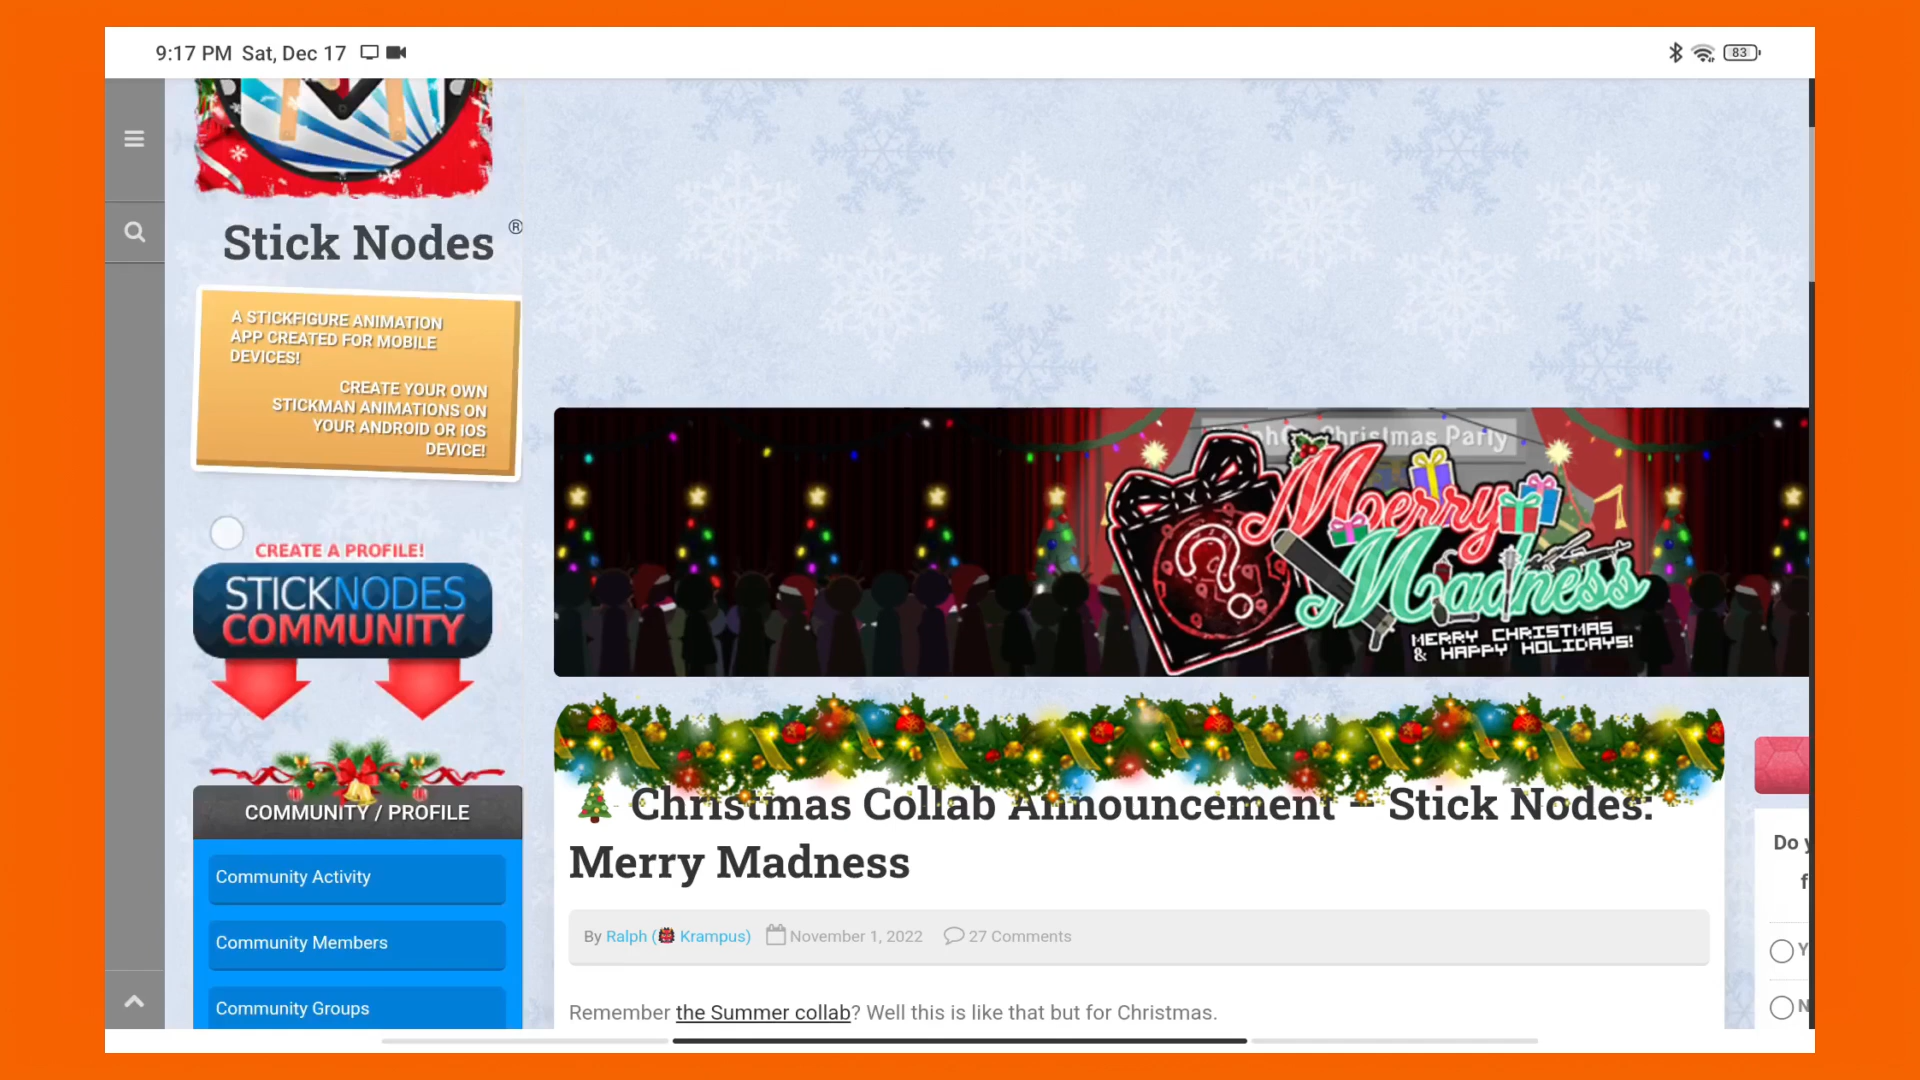 9:17 PM Sat, Dec 17
83
Stick Nodes ®
A STICKFIGURE ANIMATION
APP CREATED FOR MOBILE
DEVICES!
CREATE YOUR OWN
STICKMAN ANIMATIONS ON
YOUR ANDROID OR IOS
DEVICE!
CREATE A PROFILE!
STICKNODES
COMMUNITY
COMMUNITY / PROFILE
Community Activity
Community Members
Community Groups
Christmas Party
Merry
Madness
MERRY CHRISTMAS
& HAPPY HOLIDAYS!
Christmas Collab Announcement – Stick Nodes:
Merry Madness
By Ralph (Krampus) November 1, 2022 27 Comments
Remember the Summer collab? Well this is like that but for Christmas.
Do